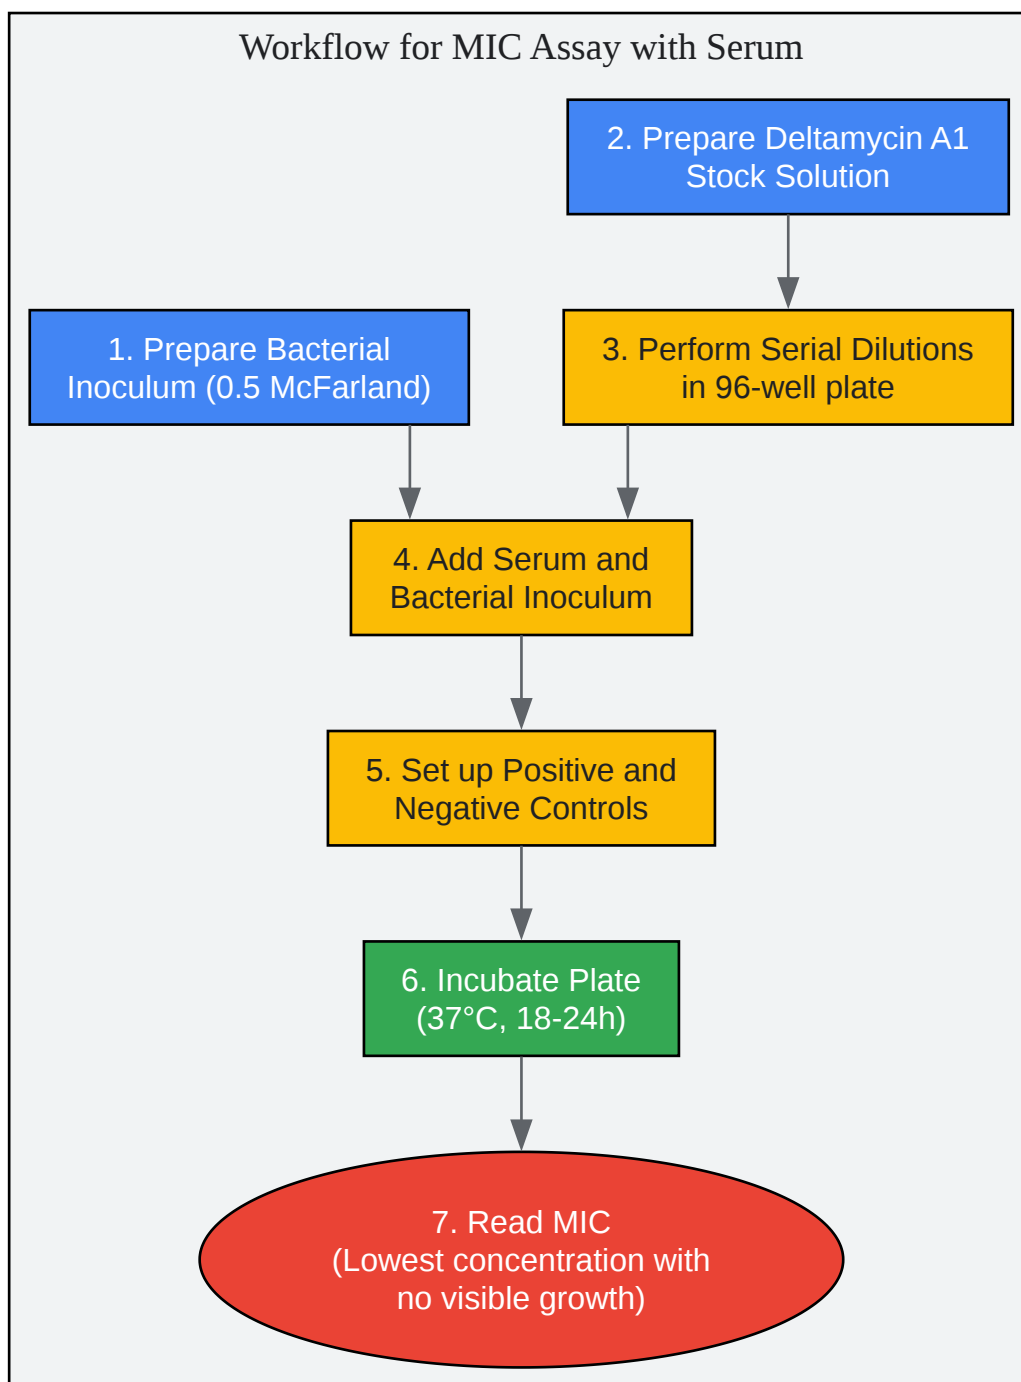 Workflow for MIC Assay with Serum
2. Prepare Deltamycin A1
Stock Solution
1. Prepare Bacterial
Inoculum (0.5 McFarland)
3. Perform Serial Dilutions
in 96-well plate
4. Add Serum and
Bacterial Inoculum
5. Set up Positive and
Negative Controls
6. Incubate Plate
(37°C, 18-24h)
7. Read MIC
(Lowest concentration with
no visible growth)